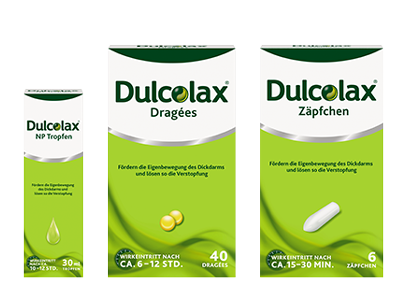 Dulcolax®
NP Tropfen
Fördern die Eigenbewegung
des Dickdarms und
lösen so die Verstopfung
WIRKEINTRITT
NACH CA.
10–12 STD.
30 ml
TROPFEN
Dulcolax®
Dragées
Fördern die Eigenbewegung des Dickdarms
und lösen so die Verstopfung
WIRKEINTRITT NACH
CA. 6–12 STD.
40
DRAGÉES
Dulcolax®
Zäpfchen
Fördern die Eigenbewegung des Dickdarms
und lösen so die Verstopfung
WIRKEINTRITT NACH
CA. 15–30 MIN.
6
ZÄPFCHEN